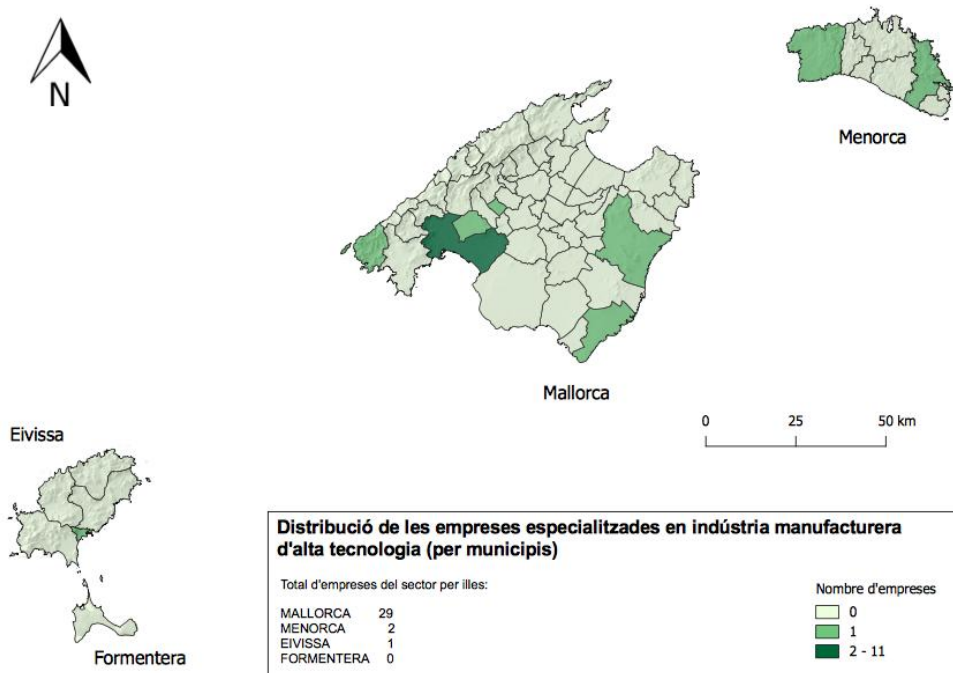 N
Menorca
Mallorca
0 25 50 km
Eivissa
Formentera
Distribució de les empreses especialitzades en indústria manufacturera
d'alta tecnologia (per municipis)
Total d'empreses del sector per illes:
MALLORCA 29
MENORCA 2
EIVISSA 1
FORMENTERA 0
Nombre d'empreses
0
1
2 - 11